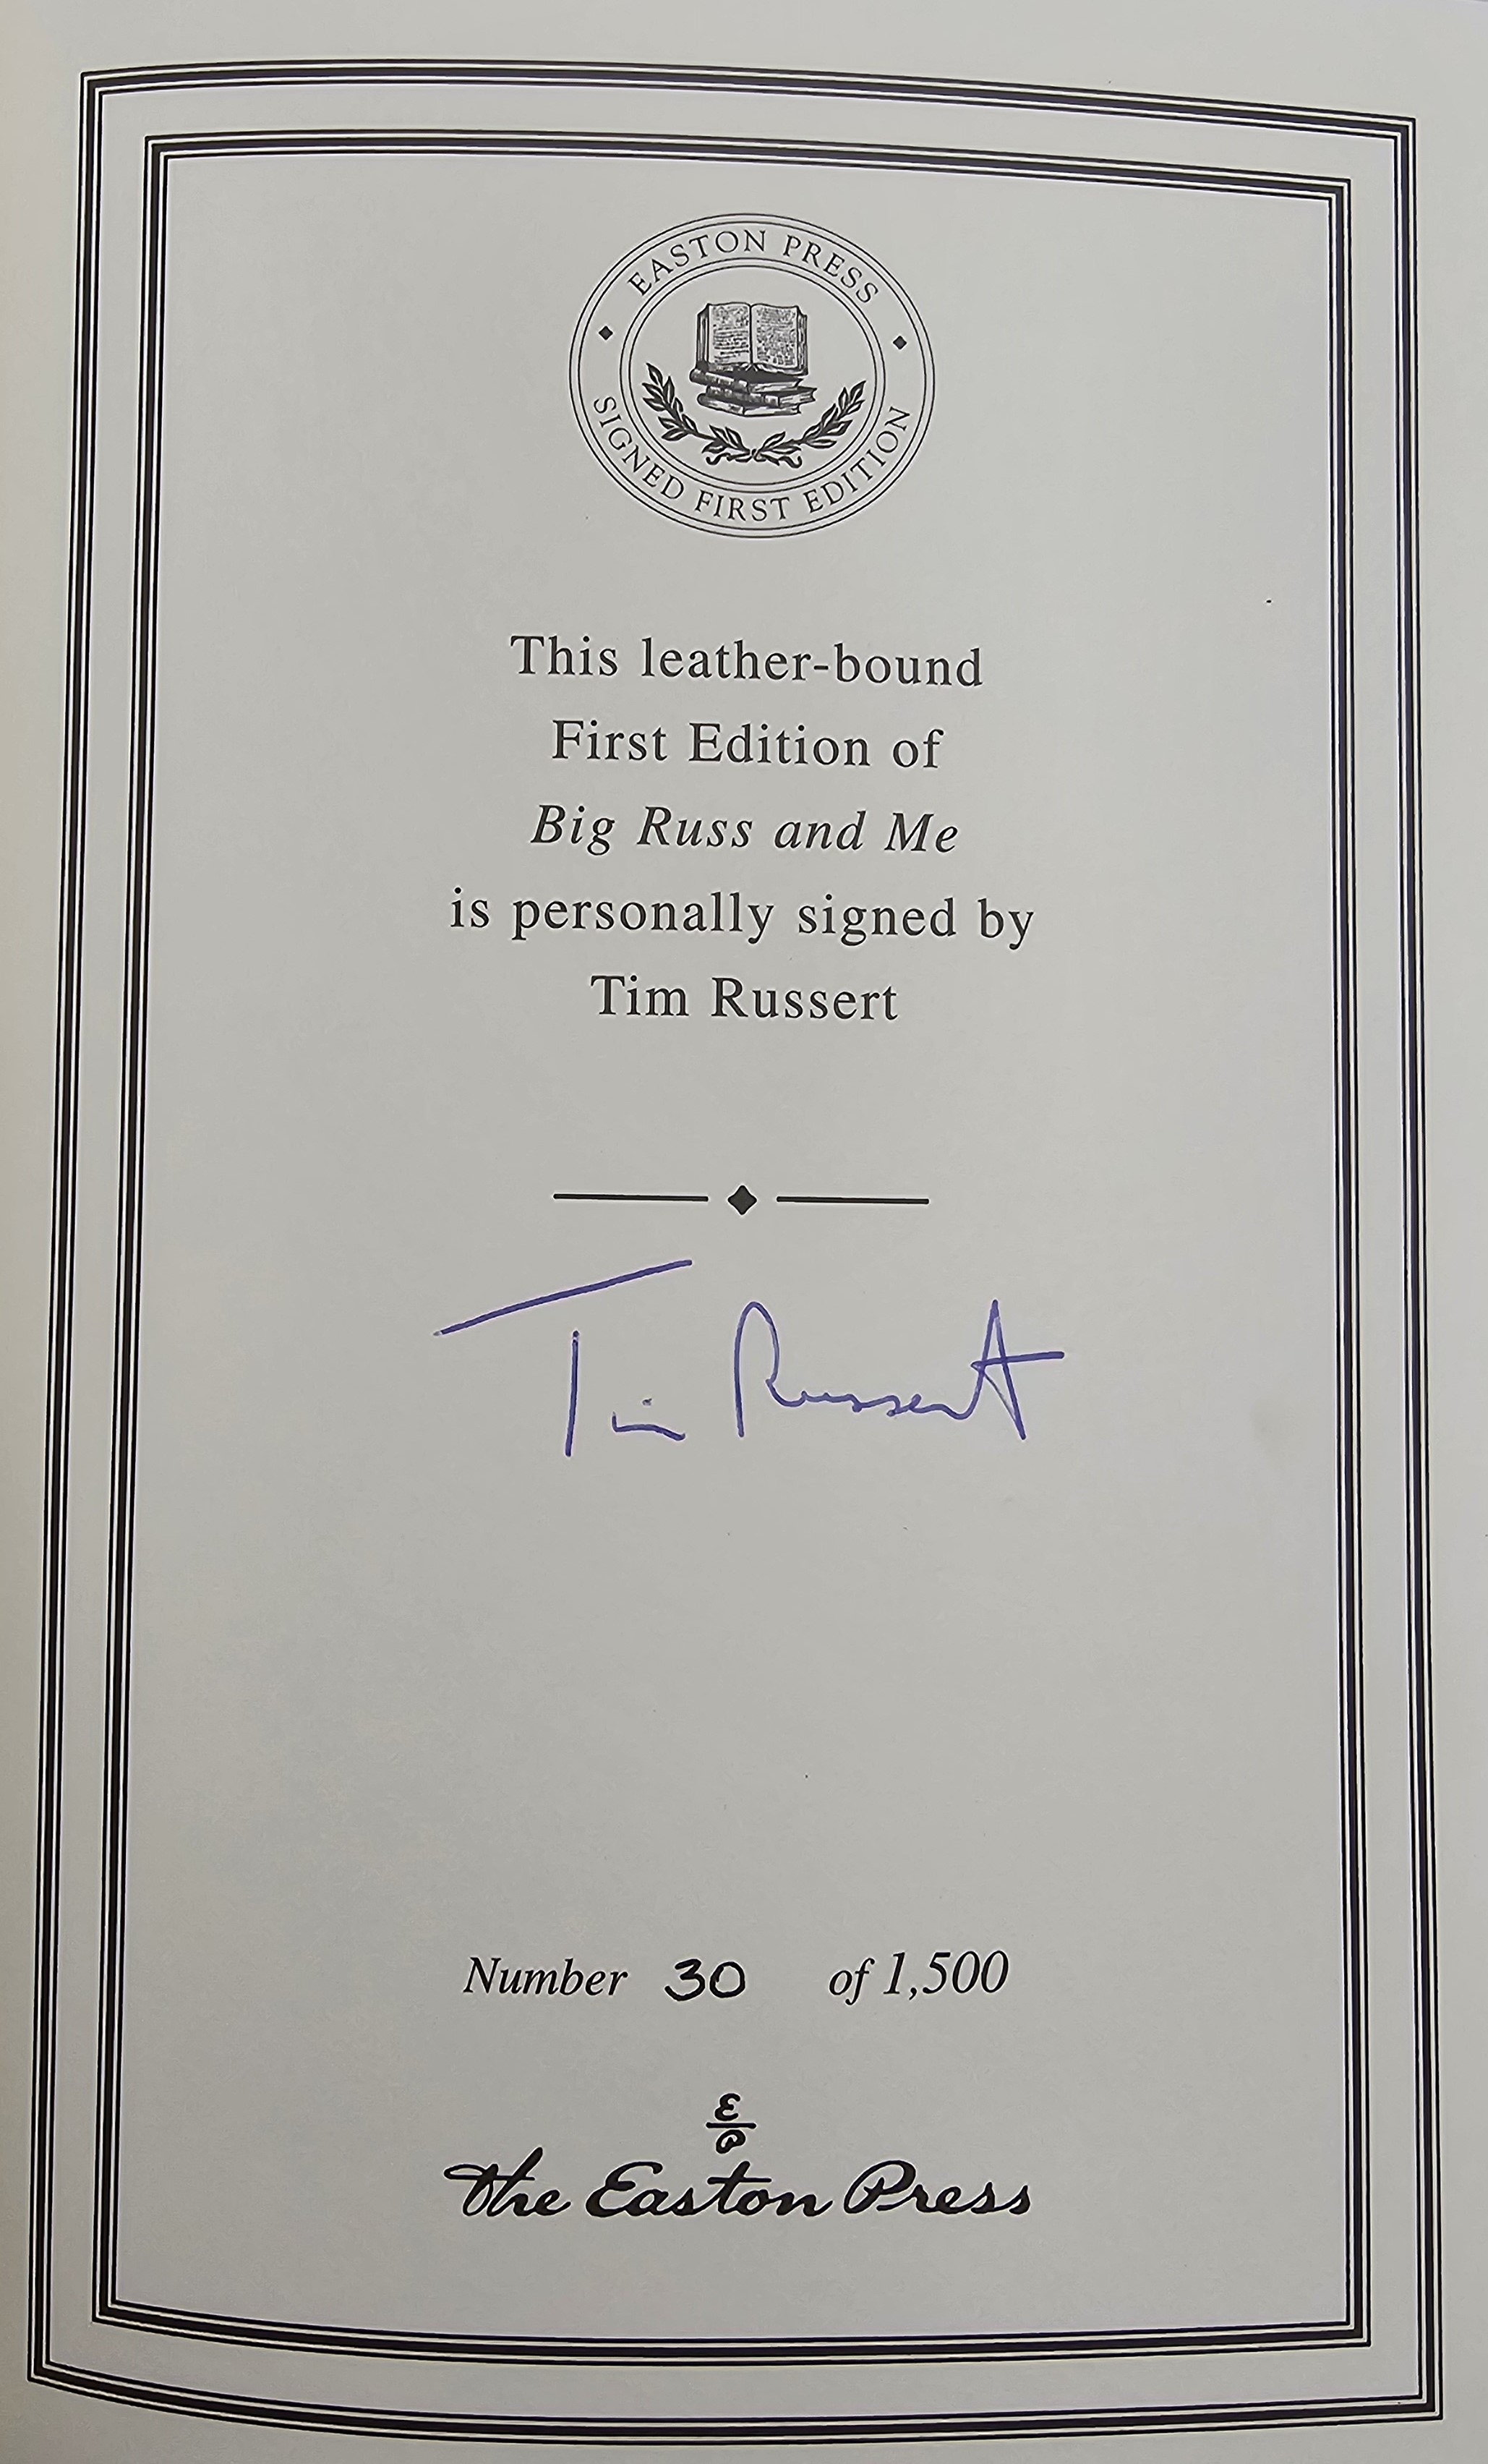 EASTON PRESS
SIGNED FIRST EDITION
This leather-bound
First Edition of
Big Russ and Me
is personally signed by
Tim Russert
Tim Russert
Number 30 of 1,500
E
P
The Easton Press